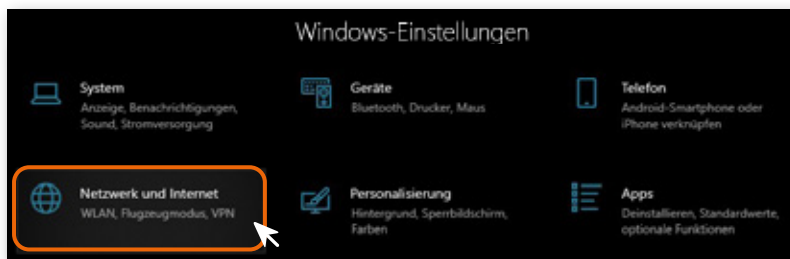 Windows-Einstellungen
System
Anzeige, Benachrichtigungen,
Sound, Stromversorgung
Geräte
Bluetooth, Drucker, Maus
Telefon
Android-Smartphone oder
iPhone verknüpfen
Netzwerk und Internet
WLAN, Flugzeugmodus, VPN
Personalisierung
Hintergrund, Sperrbildschirm,
Farben
Apps
Deinstallieren, Standardwerte,
optionale Funktionen